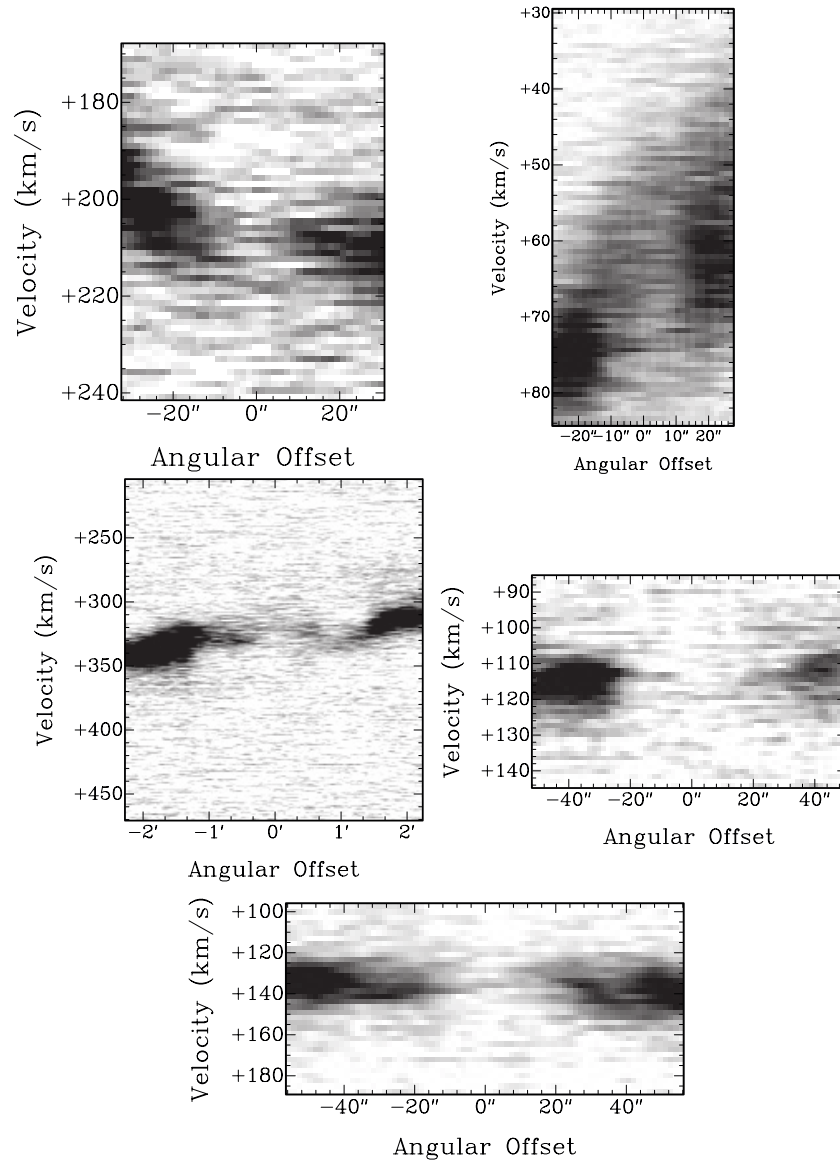 +180
+200
+220
+240
Velocity (km/s)
−20″ 0″ 20″
Angular Offset
+30
+40
+50
+60
+70
+80
Velocity (km/s)
−20″ −10″ 0″ 10″ 20″
Angular Offset
+250
+300
+350
+400
+450
Velocity (km/s)
−2′ −1′ 0′ 1′ 2′
Angular Offset
+90
+100
+110
+120
+130
+140
Velocity (km/s)
−40″ −20″ 0″ 20″ 40″
Angular Offset
+100
+120
+140
+160
+180
Velocity (km/s)
−40″ −20″ 0″ 20″ 40″
Angular Offset